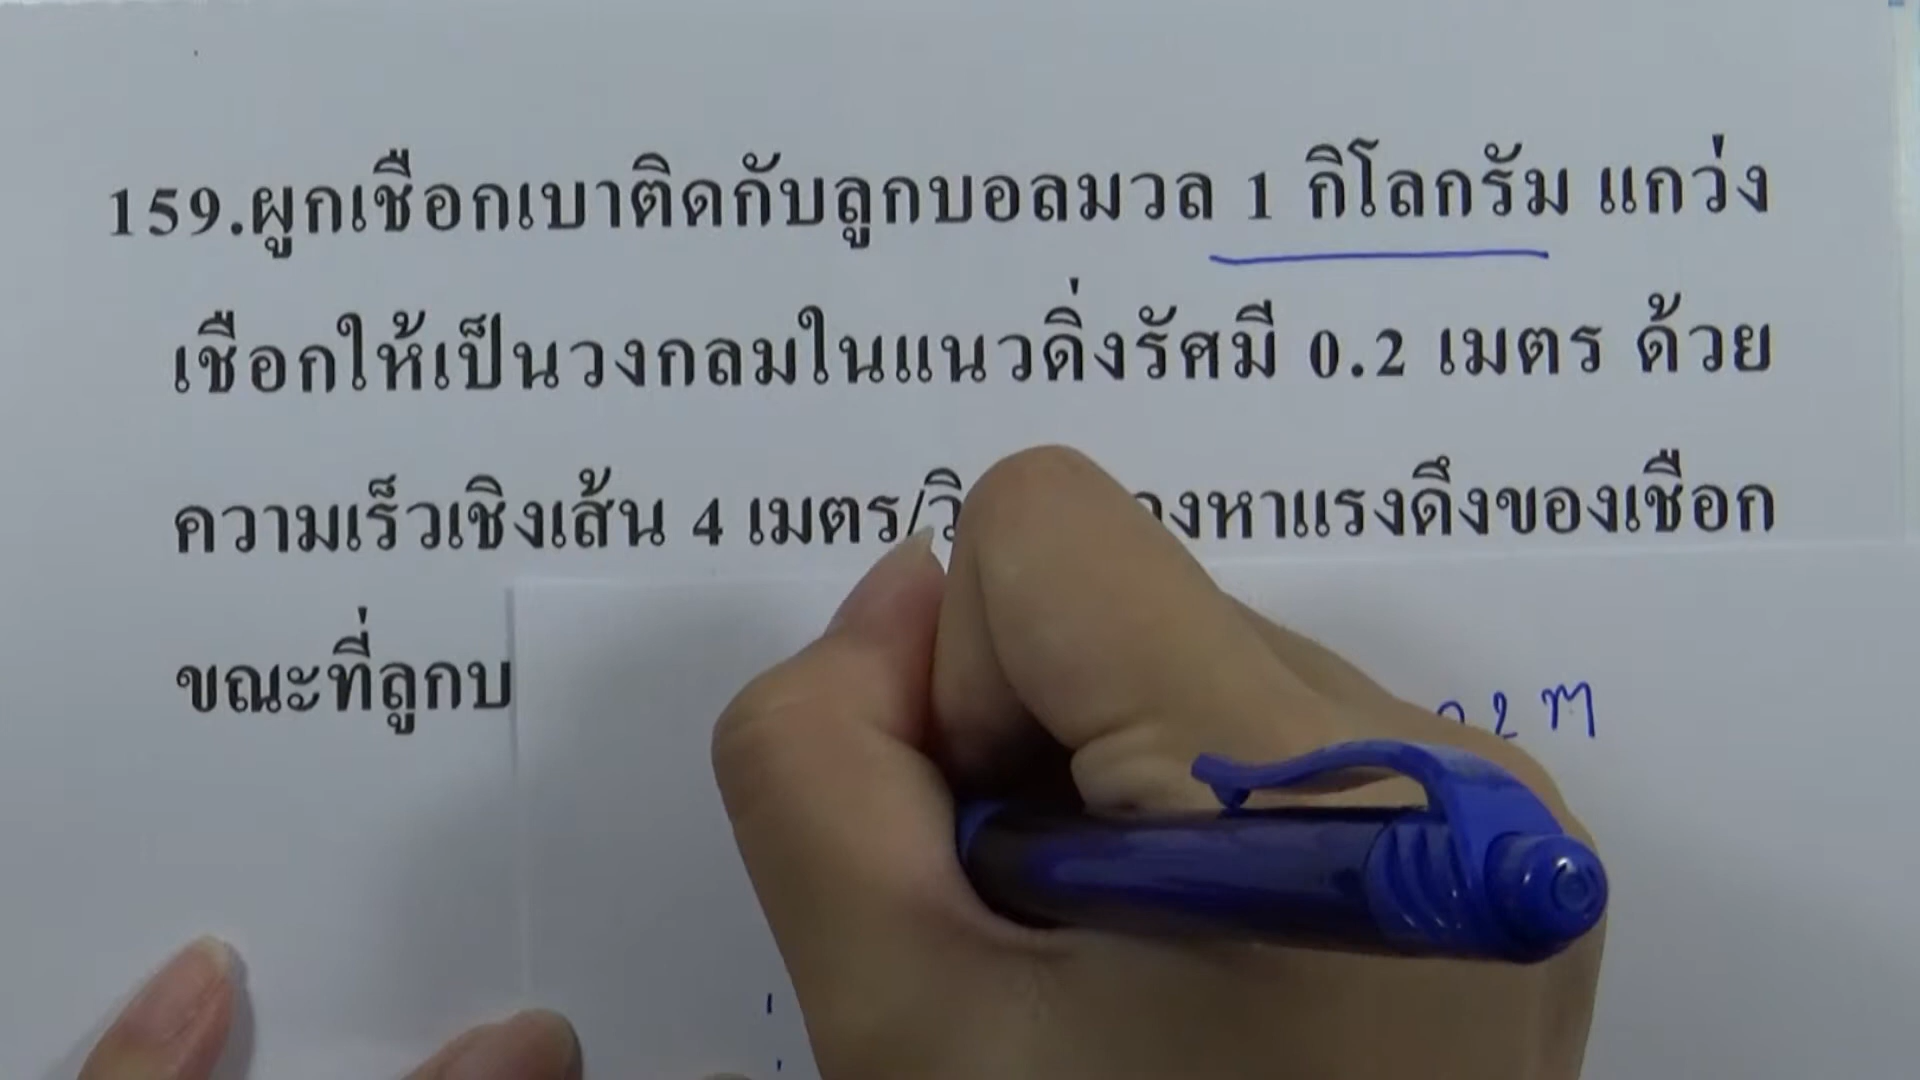 159.ผูกเชือกเบาติดกับลูกบอลมวล 1 กิโลกรัม แกว่ง
เชือกให้เป็นวงกลมในแนวดิ่งรัศมี 0.2 เมตร ด้วย
ความเร็วเชิงเส้น 4 เมตร/วิ งหาแรงดึงของเชือก
ขณะที่ลูกบ
2 m